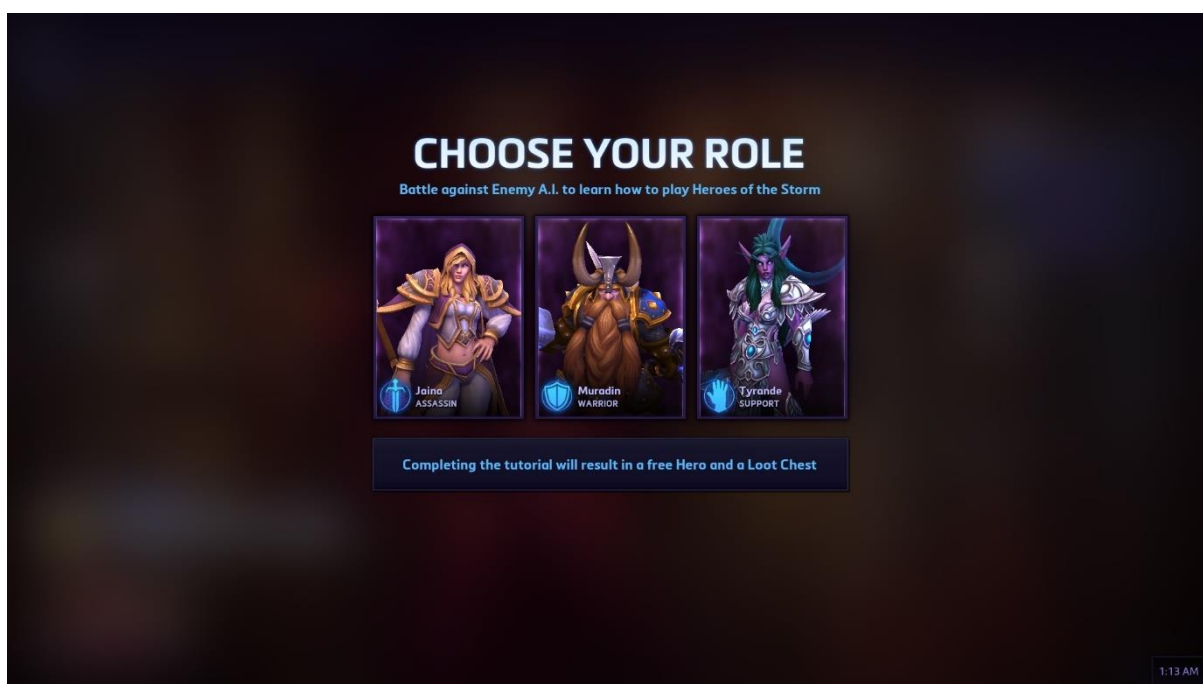 CHOOSE YOUR ROLE
Battle against Enemy A.I. to learn how to play Heroes of the Storm
Jaina
ASSASSIN
Muradin
WARRIOR
Tyrande
SUPPORT
Completing the tutorial will result in a free Hero and a Loot Chest
1:13 AM